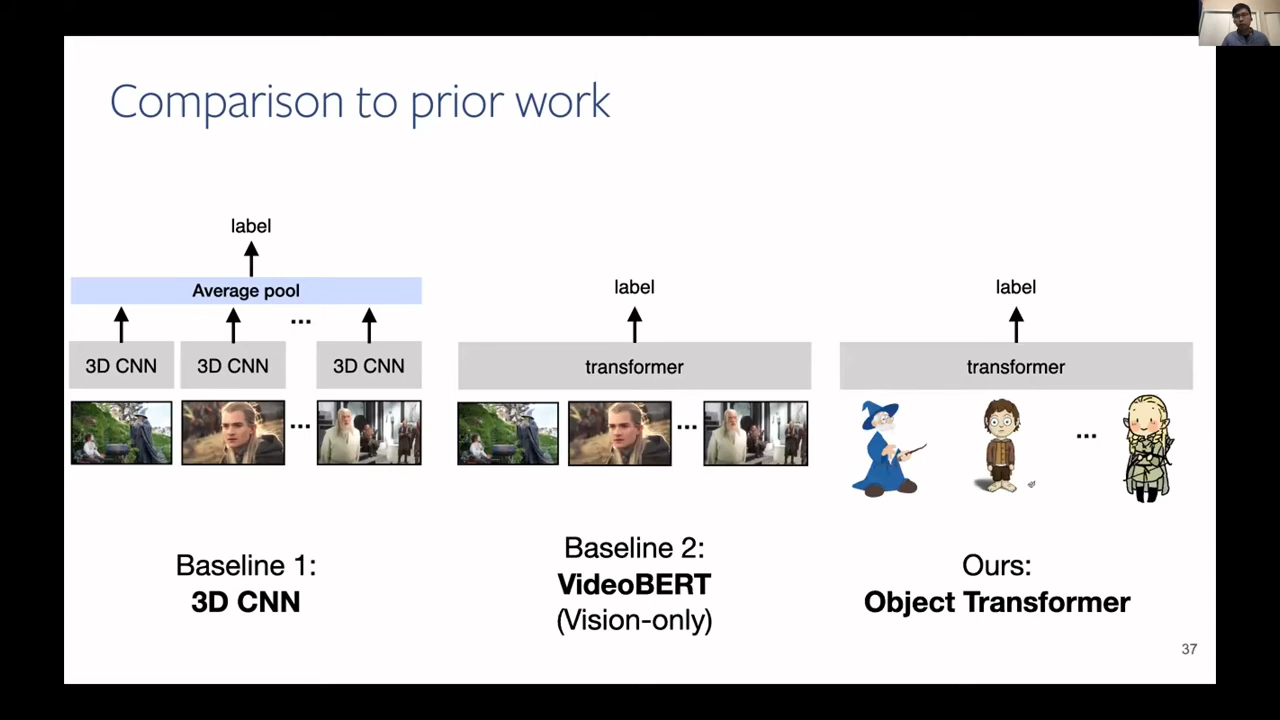 Comparison to prior work
label
Average pool
...
3D CNN
3D CNN
3D CNN
...
Baseline 1:
3D CNN
label
transformer
...
Baseline 2:
VideoBERT
(Vision-only)
label
transformer
...
Ours:
Object Transformer
37